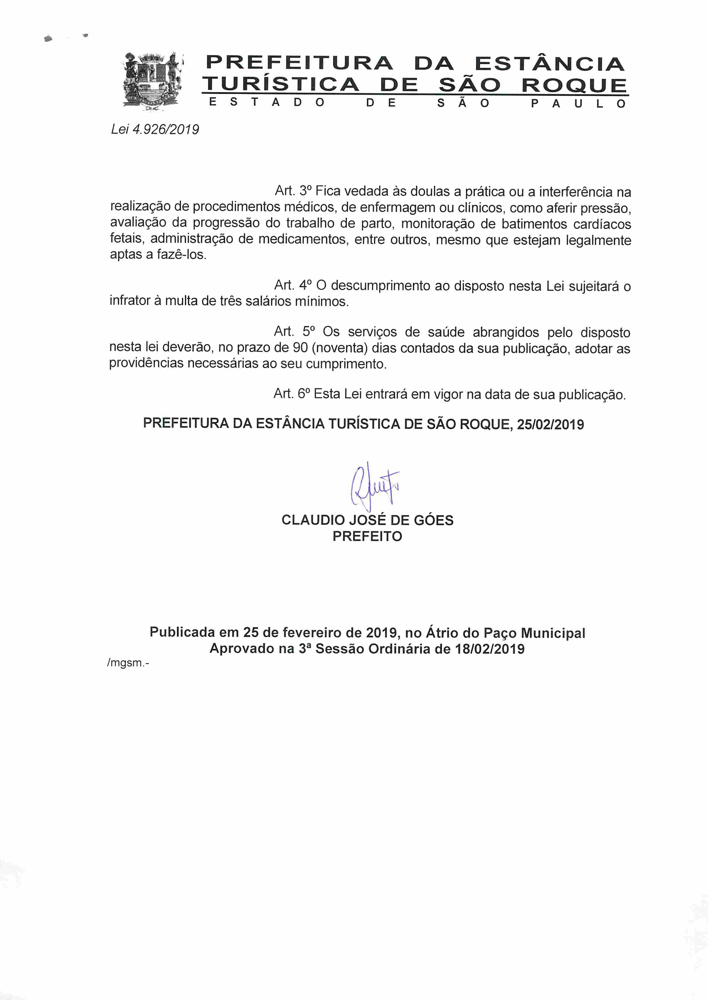 PREFEITURA DA ESTÂNCIA
TURÍSTICA DE SÃO ROQUE
ESTADO DE SÃO PAULO
Lei 4.926/2019
Art. 3º Fica vedada às doulas a prática ou a interferência na
realização de procedimentos médicos, de enfermagem ou clínicos, como aferir pressão,
avaliação da progressão do trabalho de parto, monitoração de batimentos cardíacos
fetais, administração de medicamentos, entre outros, mesmo que estejam legalmente
aptas a fazê-los.
Art. 4º O descumprimento ao disposto nesta Lei sujeitará o
infrator à multa de três salários mínimos.
Art. 5º Os serviços de saúde abrangidos pelo disposto
nesta lei deverão, no prazo de 90 (noventa) dias contados da sua publicação, adotar as
providências necessárias ao seu cumprimento.
Art. 6º Esta Lei entrará em vigor na data de sua publicação.
PREFEITURA DA ESTÂNCIA TURÍSTICA DE SÃO ROQUE, 25/02/2019
CLAUDIO JOSÉ DE GÓES
PREFEITO
Publicada em 25 de fevereiro de 2019, no Átrio do Paço Municipal
Aprovado na 3ª Sessão Ordinária de 18/02/2019
/mgsm.-